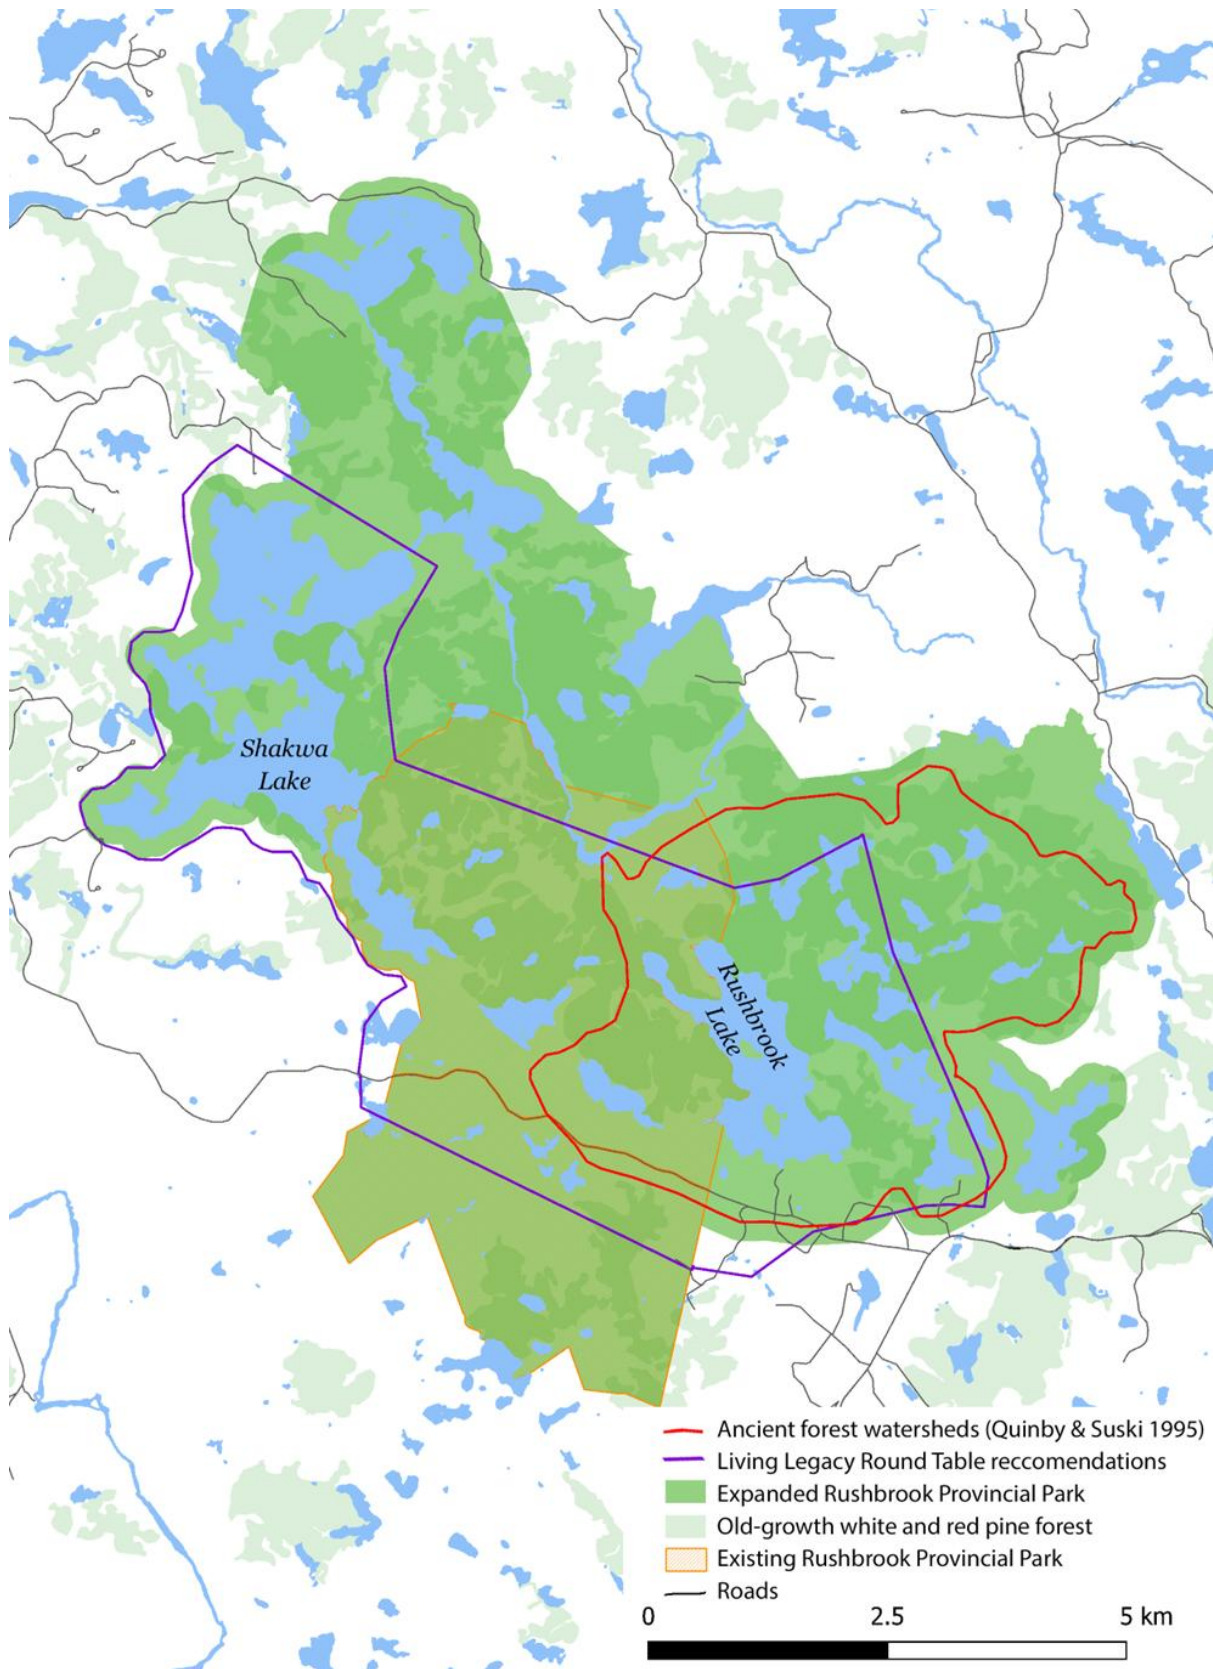 Shakwa
Lake
Rushbrook
Lake
Ancient forest watersheds (Quinby & Suski 1995)
Living Legacy Round Table reccomendations
Expanded Rushbrook Provincial Park
Old-growth white and red pine forest
Existing Rushbrook Provincial Park
Roads
0 2.5 5 km